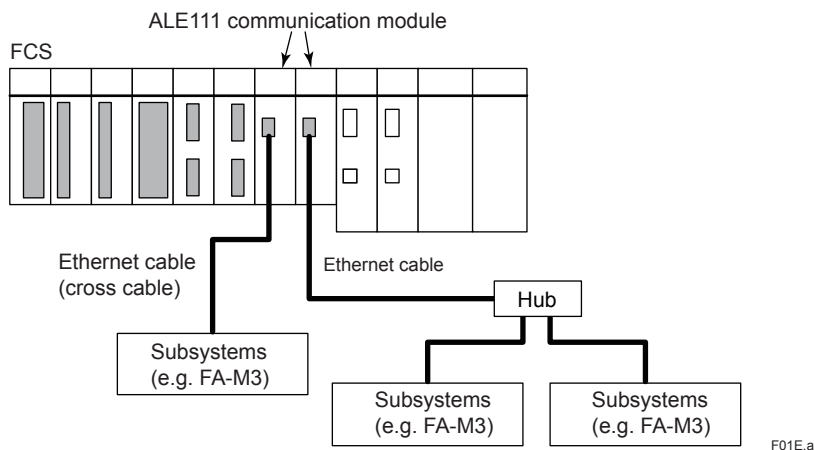 ALE111 communication module
FCS
Ethernet cable
(cross cable)
Ethernet cable
Hub
Subsystems
(e.g. FA-M3)
Subsystems
(e.g. FA-M3)
Subsystems
(e.g. FA-M3)
F01E.a